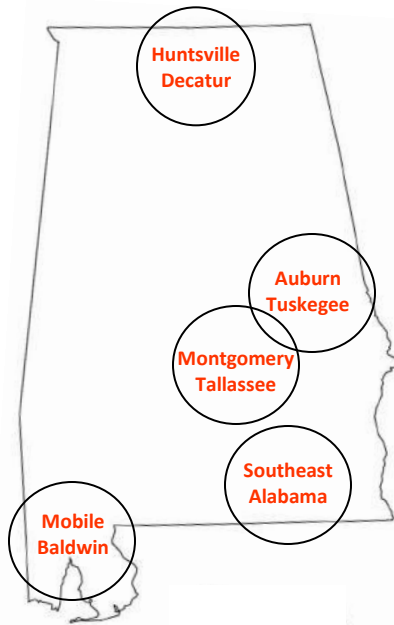 Huntsville
Decatur
Auburn
Tuskegee
Montgomery
Tallassee
Southeast
Alabama
Mobile
Baldwin